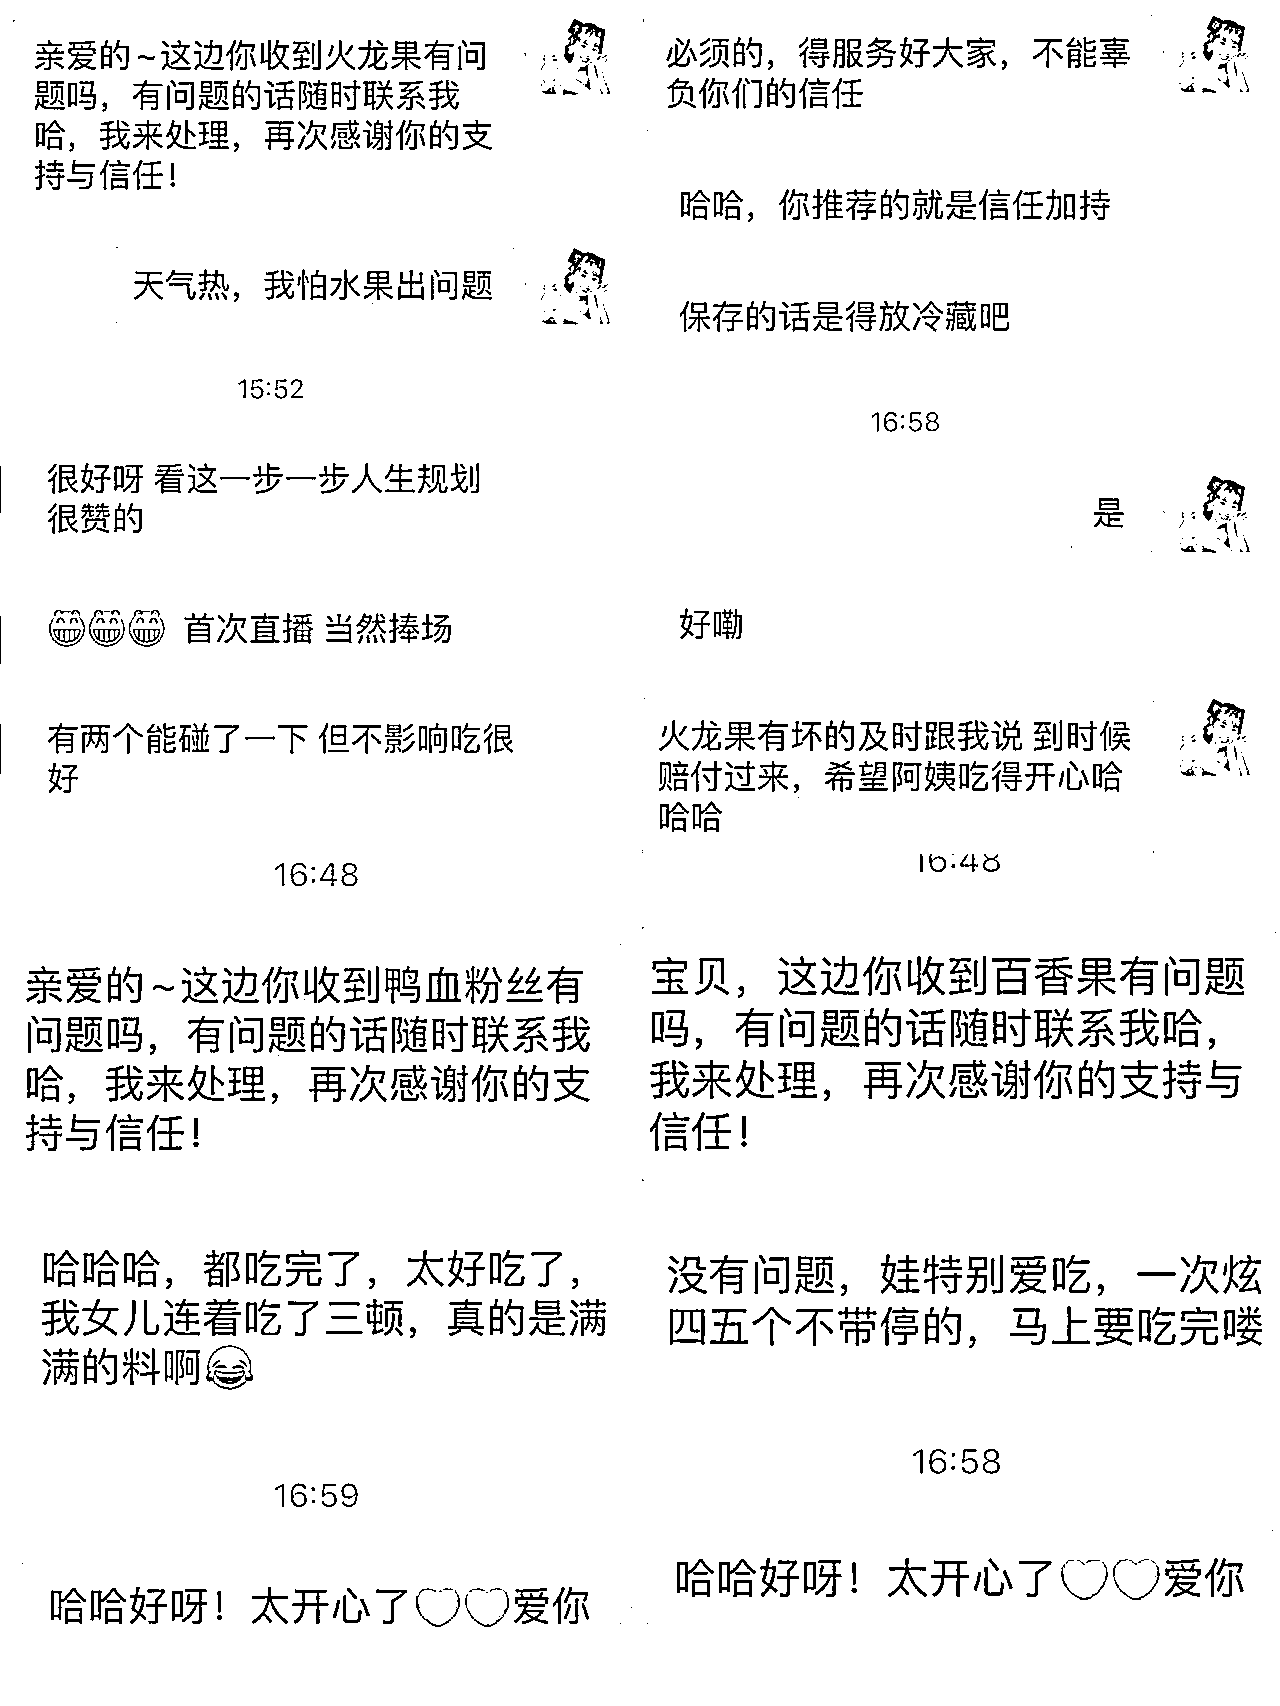 亲爱的~这边你收到火龙果有问
题吗，有问题的话随时联系我
哈，我来处理，再次感谢你的支
持与信任！
天气热，我怕水果出问题
15:52
很好呀 看这一步一步人生规划
很赞的
😁😁😁 首次直播 当然捧场
有两个能碰了一下 但不影响吃很
好
必须的，得服务好大家，不能辜
负你们的信任
哈哈，你推荐的就是信任加持
保存的话是得放冷藏吧
16:58
是
好嘞
火龙果有坏的及时跟我说 到时候
赔付过来，希望阿姨吃得开心哈
哈哈
16:48
亲爱的~这边你收到鸭血粉丝有
问题吗，有问题的话随时联系我
哈，我来处理，再次感谢你的支
持与信任！
哈哈哈，都吃完了，太好吃了，
我女儿连着吃了三顿，真的是满
满的料啊😂
16:59
哈哈好呀！太开心了♡♡爱你
16:48
宝贝，这边你收到百香果有问题
吗，有问题的话随时联系我哈，
我来处理，再次感谢你的支持与
信任！
没有问题，娃特别爱吃，一次炫
四五个不带停的，马上要吃完喽
16:58
哈哈好呀！太开心了♡♡爱你